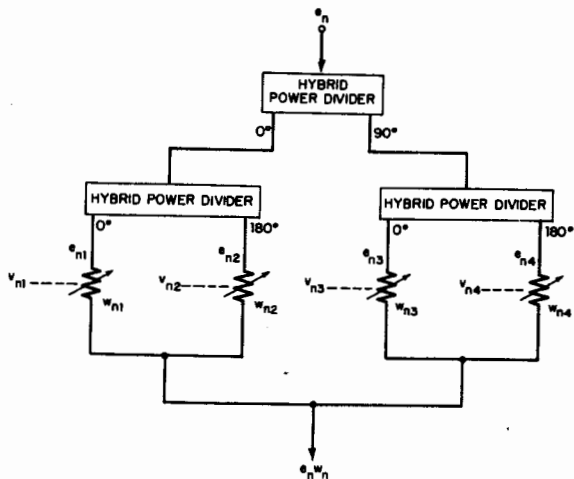 e_n
HYBRID
POWER DIVIDER
0° 90°
HYBRID POWER DIVIDER HYBRID POWER DIVIDER
0° 180° 0° 180°
e_n1 e_n2 e_n3 e_n4
v_n1 v_n2 v_n3 v_n4
w_n1 w_n2 w_n3 w_n4
e_n w_n